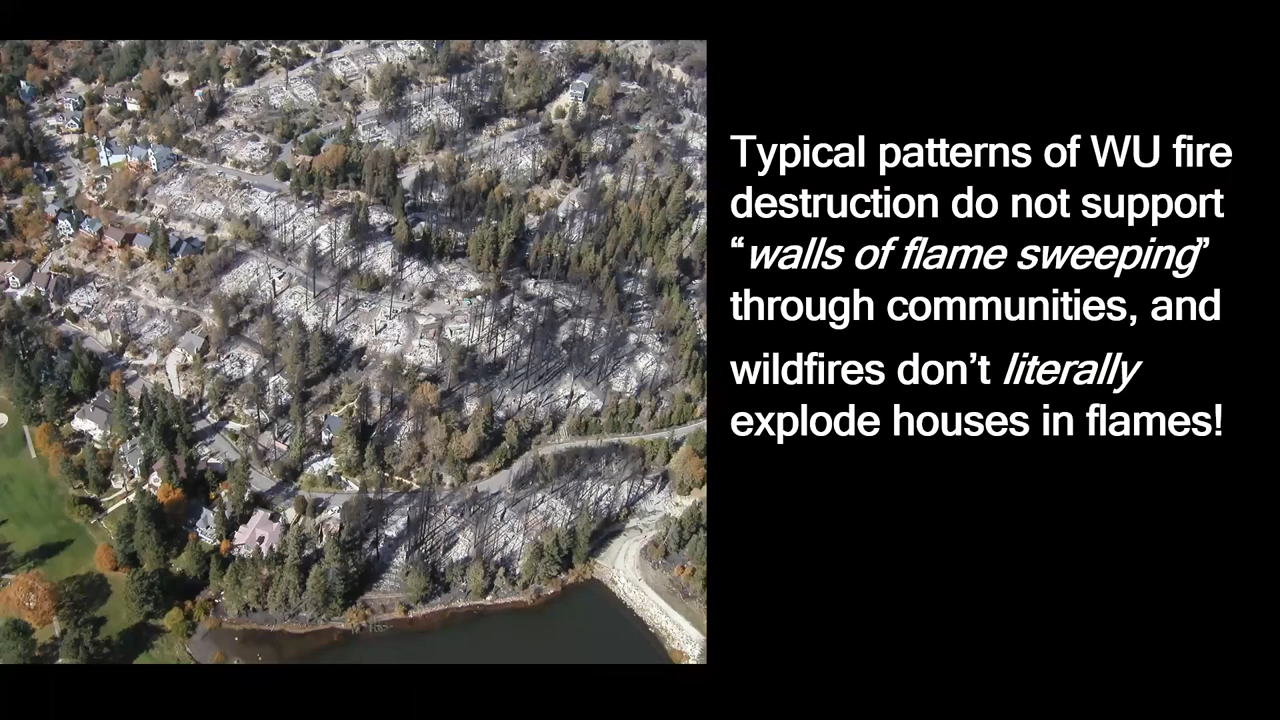 Typical patterns of WU fire
destruction do not support
“walls of flame sweeping”
through communities, and
wildfires don’t literally
explode houses in flames!